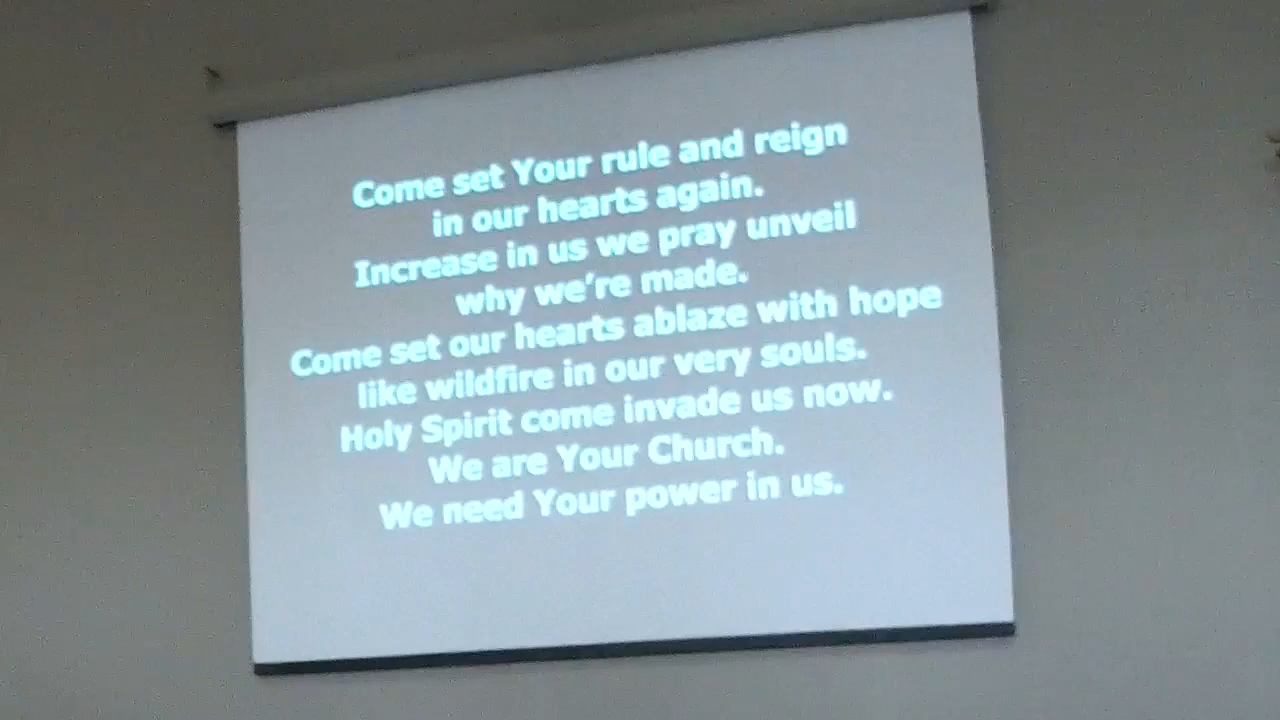 Come set Your rule and reign
in our hearts again.
Increase in us we pray unveil
why we're made.
Come set our hearts ablaze with hope
like wildfire in our very souls.
Holy Spirit come invade us now.
We are Your Church.
We need Your power in us.